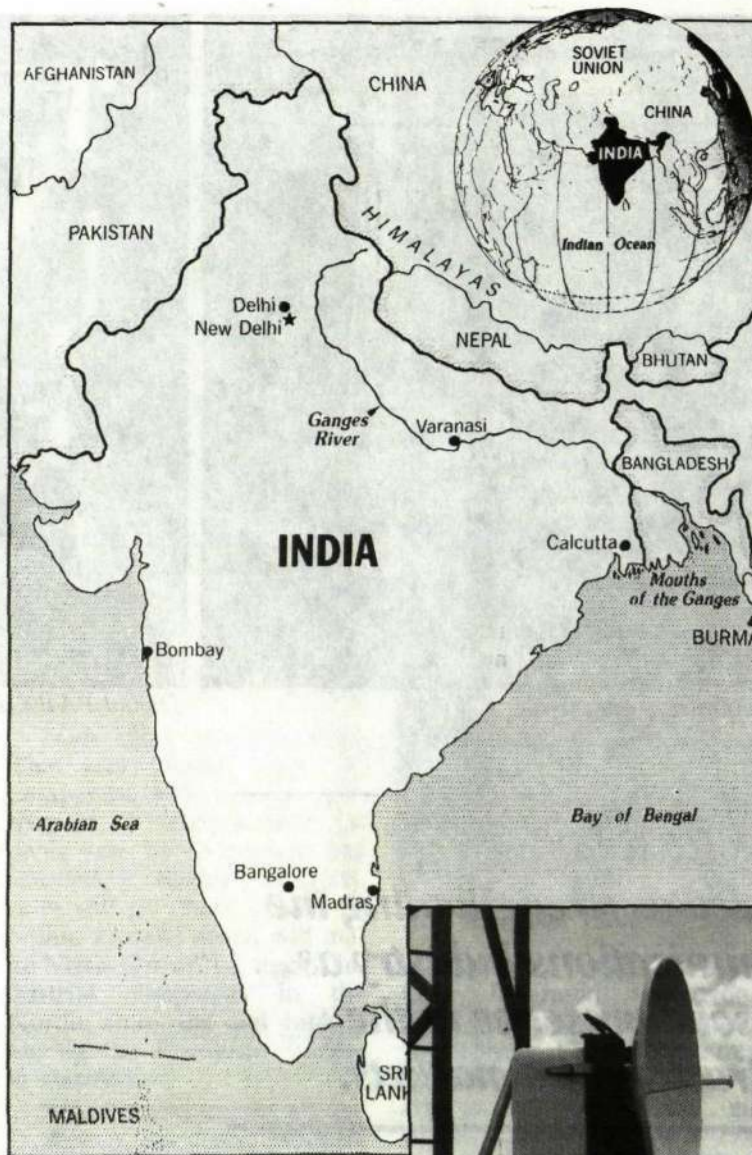 AFGHANISTAN
CHINA
SOVIET
UNION
CHINA
INDIA
Indian Ocean
PAKISTAN
HIMALAYAS
Delhi
New Delhi
NEPAL
BHUTAN
Ganges
River
Varanasi
BANGLADESH
INDIA
Calcutta
Mouths
of the Ganges
BURMA
Bombay
Arabian Sea
Bay of Bengal
Bangalore
Madras
SRI
LANK
MALDIVES